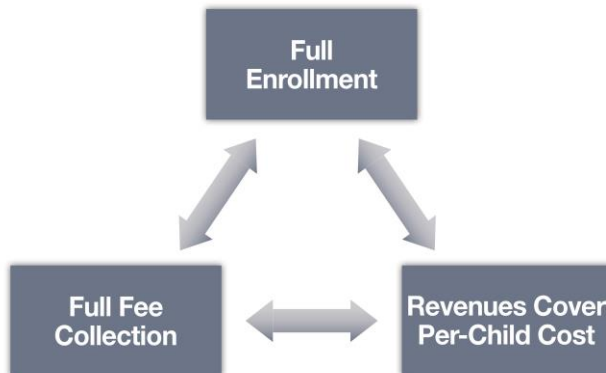 Full
Enrollment
Full Fee
Collection
Revenues Cover
Per-Child Cost